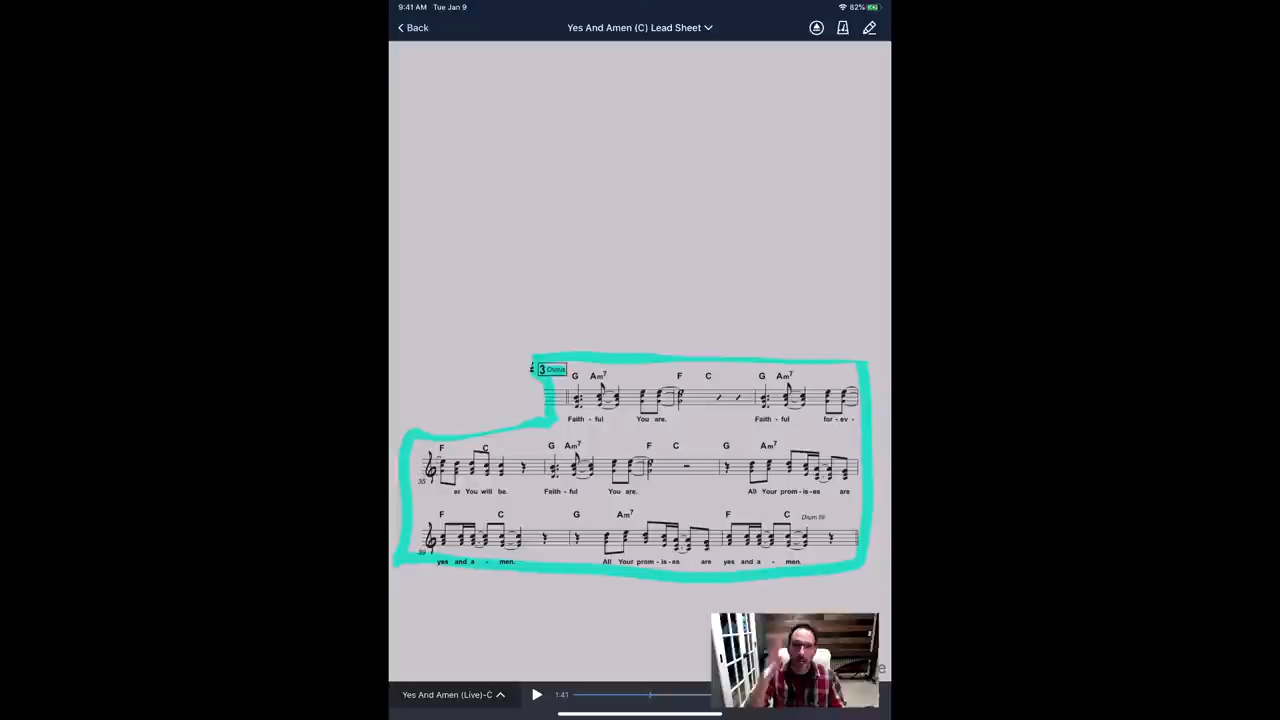 9:41 AM Tue Jan 9 82%
Back Yes And Amen (C) Lead Sheet
3 Chorus
G Am7 F C G Am7
Faith - ful You are. Faith - ful for - ev -
F C G Am7 F C G Am7
35
er You will be. Faith - ful You are. All Your prom - is - es are
F C G Am7 F C Drum fill
39
yes and a - men. All Your prom - is - es are yes and a - men.
Yes And Amen (Live)-C 1:41